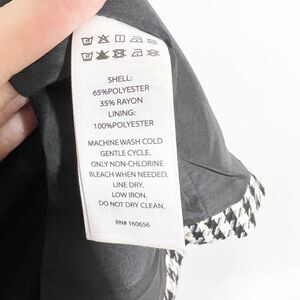 SHELL:
65%POLYESTER
35% RAYON
LINING:
100%POLYESTER
MACHINE WASH COLD
GENTLE CYCLE.
ONLY NON-CHLORINE
BLEACH WHEN NEEDED.
LINE DRY.
LOW IRON.
DO NOT DRY CLEAN.
RN# 160656